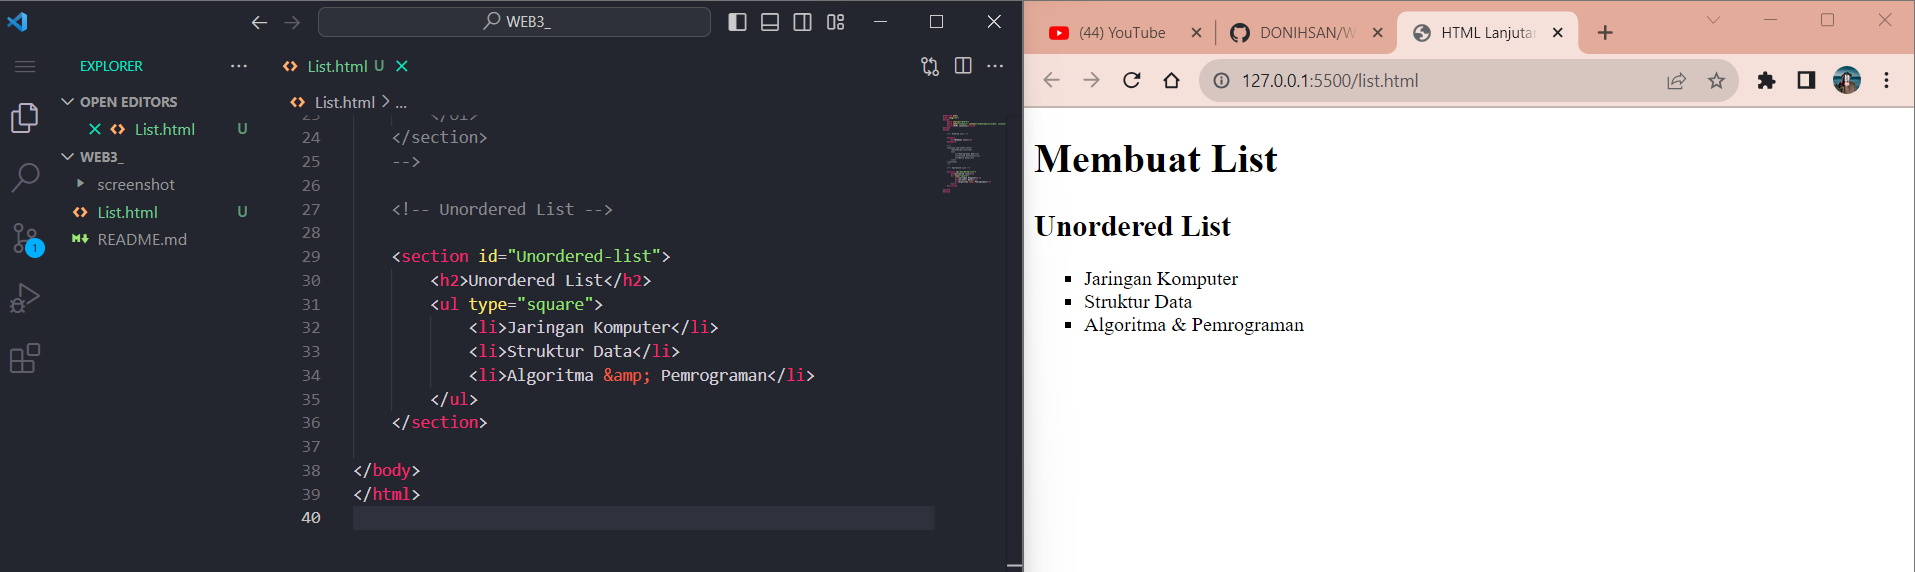 WEB3_
EXPLORER
OPEN EDITORS
List.html U
WEB3_
screenshot
List.html U
README.md
1
List.html U
List.html > ...
23 </ol>
24 </section>
25 -->
26
27 <!-- Unordered List -->
28
29 <section id="Unordered-list">
30 <h2>Unordered List</h2>
31 <ul type="square">
32 <li>Jaringan Komputer</li>
33 <li>Struktur Data</li>
34 <li>Algoritma &amp; Pemrograman</li>
35 </ul>
36 </section>
37
38 </body>
39 </html>
40
(44) YouTube
DONIHSAN/W
HTML Lanjutan
127.0.0.1:5500/list.html
Membuat List
Unordered List
Jaringan Komputer
Struktur Data
Algoritma & Pemrograman